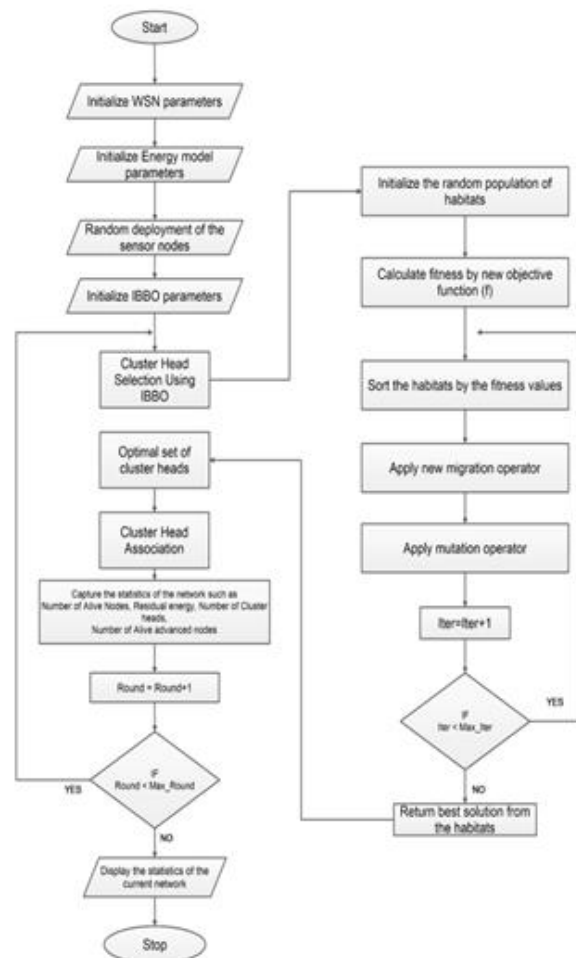 Start
Initialize WSN parameters
Initialize Energy model
parameters
Random deployment of the
sensor nodes
Initialize IBBO parameters
Cluster Head
Selection Using
IBBO
Optimal set of
cluster heads
Cluster Head
Association
Capture the statistics of the network such as
Number of Alive Nodes, Residual energy, Number of Cluster
heads,
Number of Alive advanced nodes
Round = Round+1
IF
Round < Max_Round
YES
NO
Display the statistics of the
current network
Stop
Initialize the random population of
habitats
Calculate fitness by new objective
function (f)
Sort the habitats by the fitness values
Apply new migration operator
Apply mutation operator
Iter=Iter+1
IF
Iter < Max_Iter
YES
NO
Return best solution from
the habitats